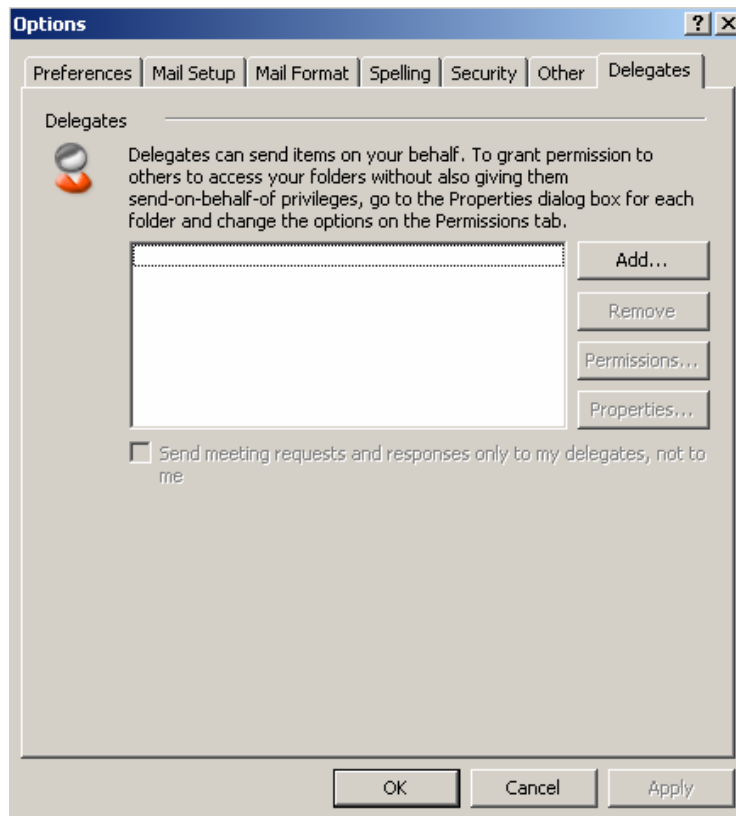 Options
? X
Preferences Mail Setup Mail Format Spelling Security Other Delegates
Delegates
Delegates can send items on your behalf. To grant permission to
others to access your folders without also giving them
send-on-behalf-of privileges, go to the Properties dialog box for each
folder and change the options on the Permissions tab.
Add...
Remove
Permissions...
Properties...
Send meeting requests and responses only to my delegates, not to
me
OK Cancel Apply